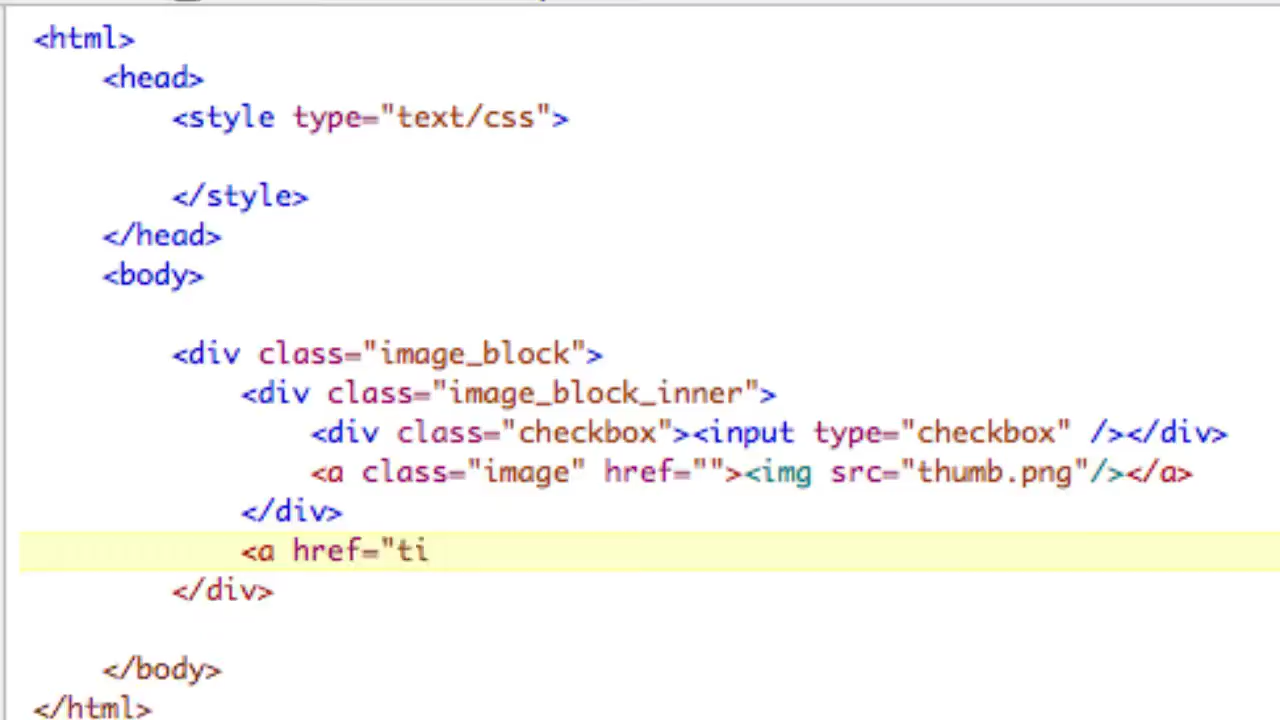 <html>
<head>
<style type="text/css">
</style>
</head>
<body>
<div class="image_block">
<div class="image_block_inner">
<div class="checkbox"><input type="checkbox" /></div>
<a class="image" href=""><img src="thumb.png"/></a>
</div>
<a href="ti
</div>
</body>
</html>